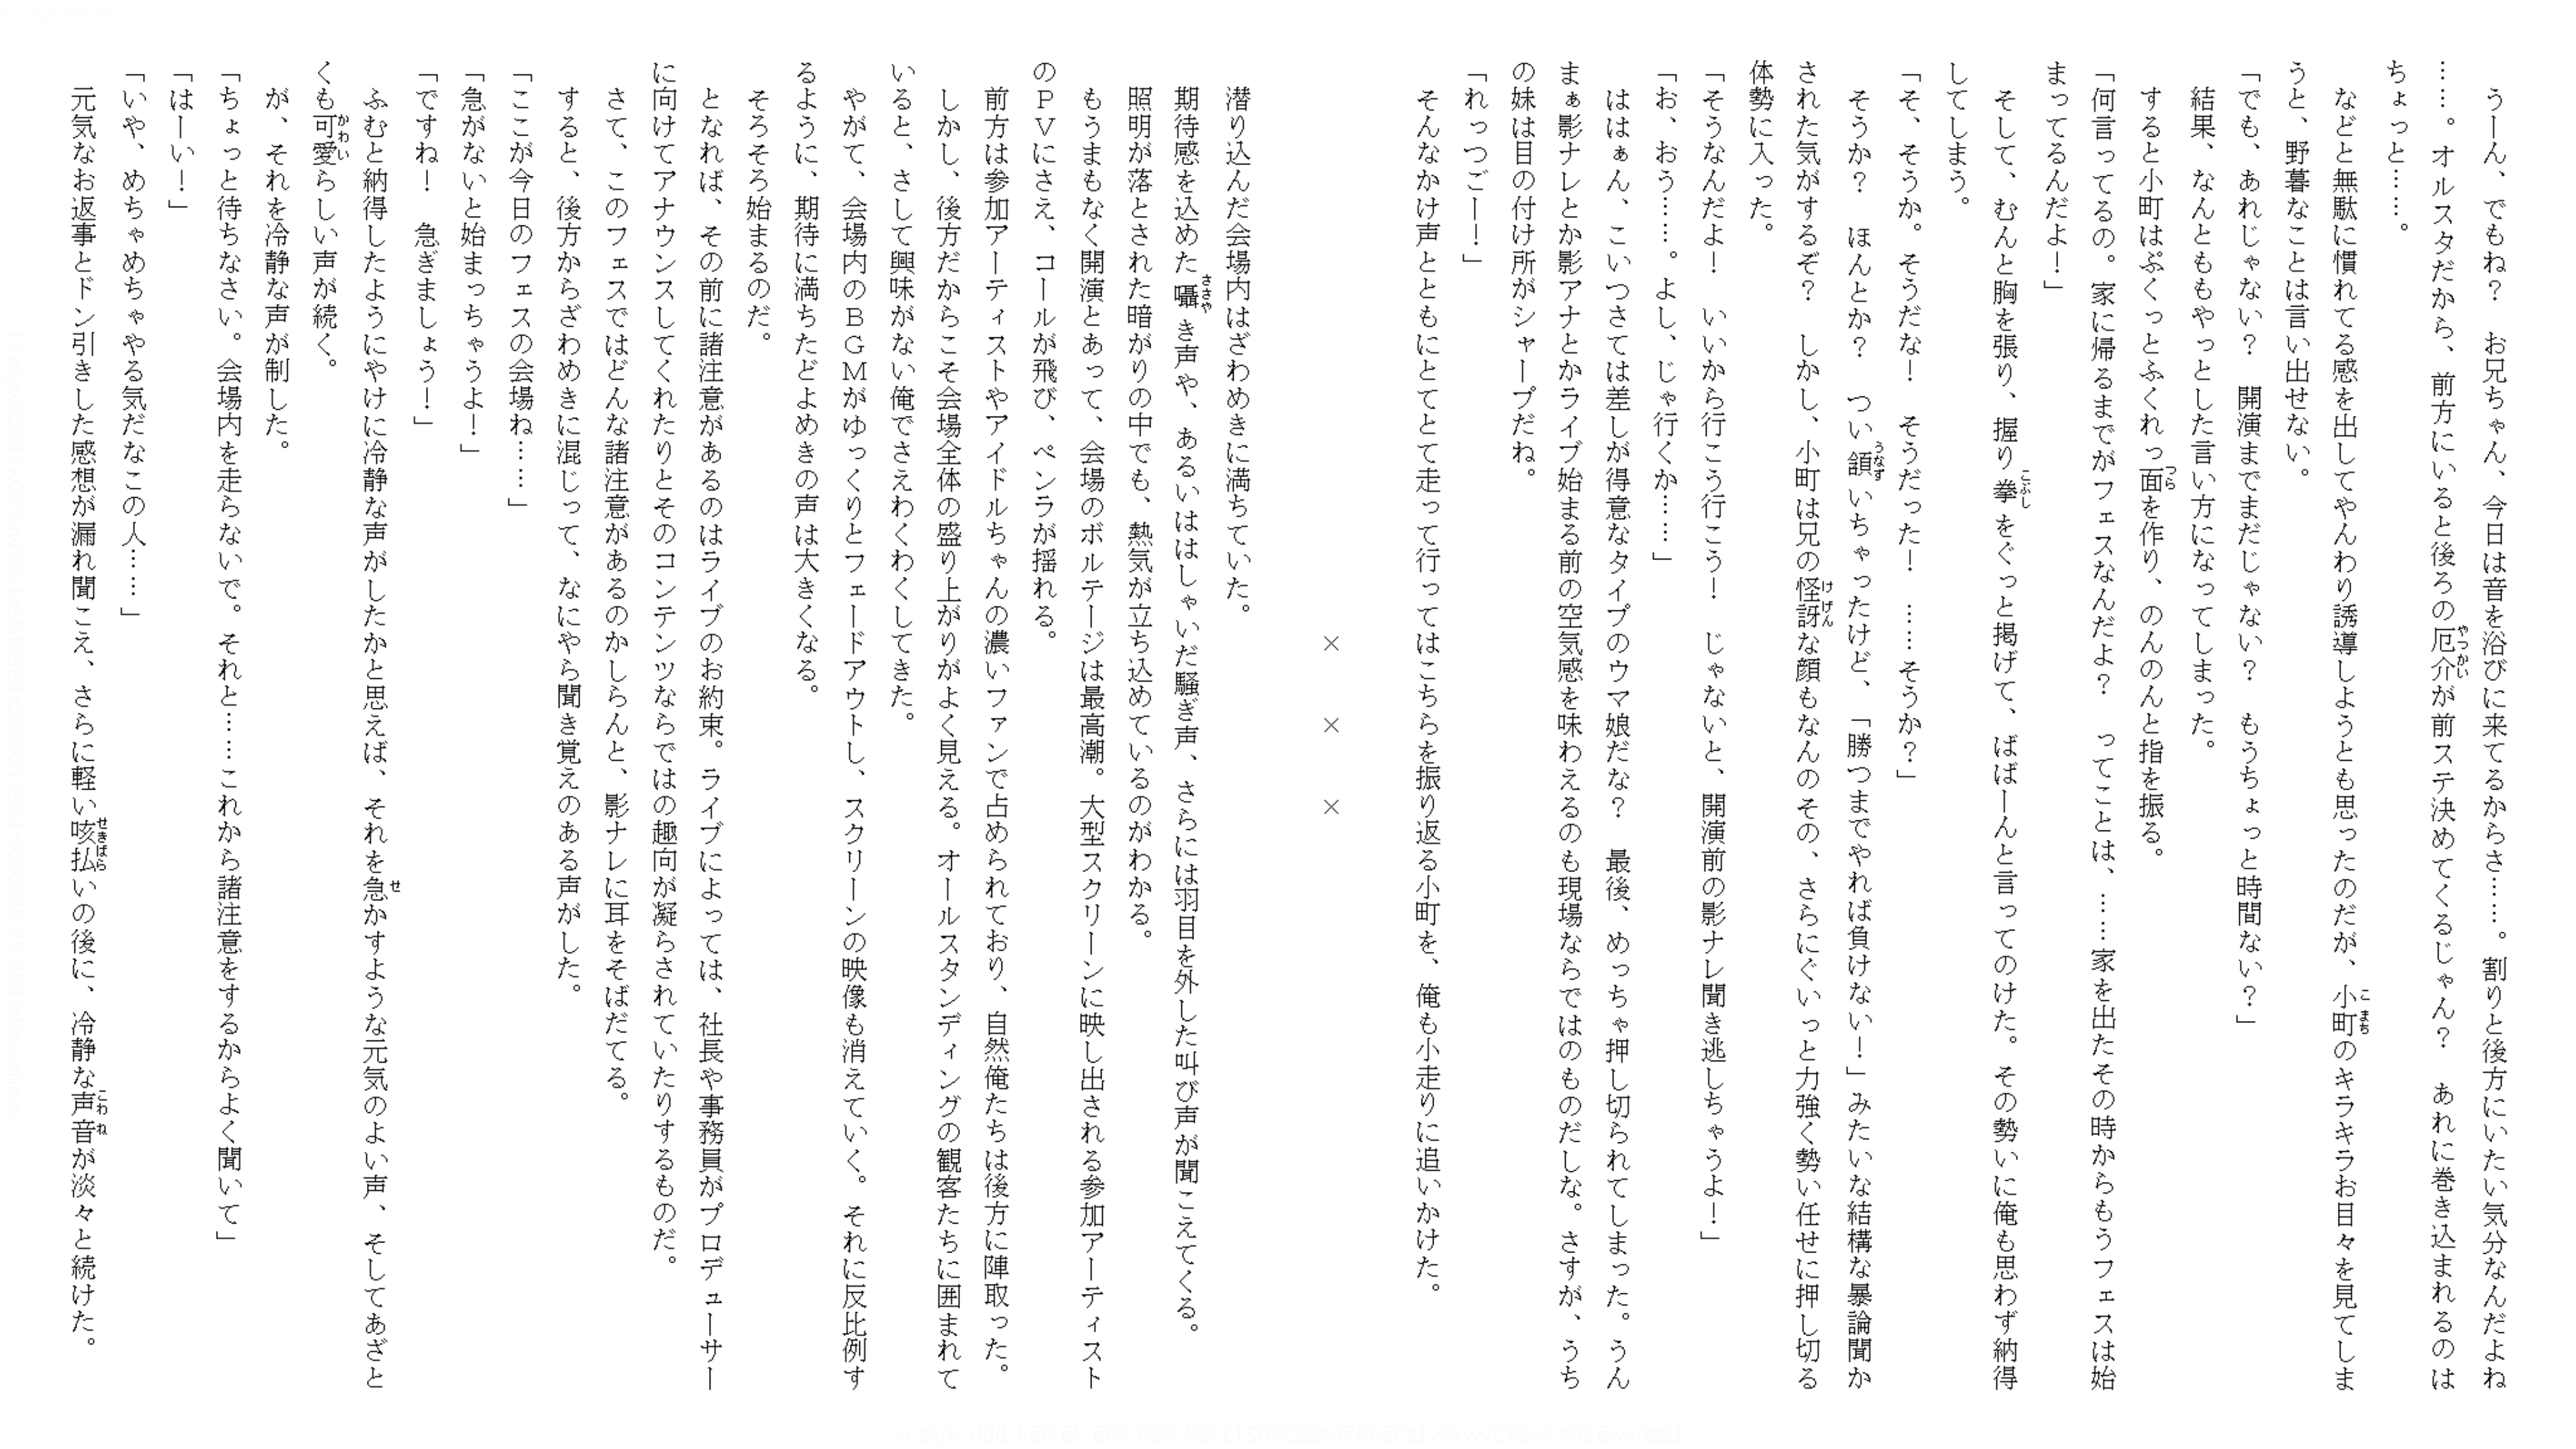 うーん、でもね？　お兄ちゃん、今日は音を浴びに来てるからさ……。割りと後方にいたい気分なんだよね
……。オルスタだから、前方にいると後ろの厄介が前ステ決めてくるじゃん？　あれに巻き込まれるのは
ちょっと……。
などと無駄に慣れてる感を出してやんわり誘導しようとも思ったのだが、小町のキラキラお目々を見てしま
うと、野暮なことは言い出せない。
「でも、あれじゃない？　開演までまだじゃない？　もうちょっと時間ない？」
結果、なんともももやっとした言い方になってしまった。
すると小町はぷくっとふくれっ面を作り、のんのんと指を振る。
「何言ってるの。家に帰るまでがフェスなんだよ？　ってことは、……家を出たその時からもうフェスは始
まってるんだよ！」
そして、むんと胸を張り、握り拳をぐっと掲げて、ばばーんと言ってのけた。その勢いに俺も思わず納得
してしまう。
「そ、そうか。そうだな！　そうだった！　……そうか？」
そうか？　ほんとか？　つい頷いちゃったけど、「勝つまでやれば負けない！」みたいな結構な暴論聞か
された気がするぞ？　しかし、小町は兄の怪訝な顔もなんのその、さらにぐいっと力強く勢い任せに押し切る
体勢に入った。
「そうなんだよ！　いいから行こう行こう！　じゃないと、開演前の影ナレ聞き逃しちゃうよ！」
「お、おう……。よし、じゃ行くか……」
ははぁん、こいつさては差しが得意なタイプのウマ娘だな？　最後、めっちゃ押し切られてしまった。うん
まぁ影ナレとか影アナとかライブ始まる前の空気感を味わえるのも現場ならではのものだしな。さすが、うち
の妹は目の付け所がシャープだね。
「れっつごー！」
そんなかけ声とともにとてとて走って行ってはこちらを振り返る小町を、俺も小走りに追いかけた。
×　×　×
潜り込んだ会場内はざわめきに満ちていた。
期待感を込めた囁き声や、あるいははしゃいだ騒ぎ声、さらには羽目を外した叫び声が聞こえてくる。
照明が落とされた暗がりの中でも、熱気が立ち込めているのがわかる。
もうまもなく開演とあって、会場のボルテージは最高潮。大型スクリーンに映し出される参加アーティスト
のＰＶにさえ、コールが飛び、ペンラが揺れる。
前方は参加アーティストやアイドルちゃんの濃いファンで占められており、自然俺たちは後方に陣取った。
しかし、後方だからこそ会場全体の盛り上がりがよく見える。オールスタンディングの観客たちに囲まれて
いると、さして興味がない俺でさえわくわくしてきた。
やがて、会場内のＢＧＭがゆっくりとフェードアウトし、スクリーンの映像も消えていく。それに反比例す
るように、期待に満ちたどよめきの声は大きくなる。
そろそろ始まるのだ。
となれば、その前に諸注意があるのはライブのお約束。ライブによっては、社長や事務員がプロデューサー
に向けてアナウンスしてくれたりとそのコンテンツならではの趣向が凝らされていたりするものだ。
さて、このフェスではどんな諸注意があるのかしらんと、影ナレに耳をそばだてる。
すると、後方からざわめきに混じって、なにやら聞き覚えのある声がした。
「ここが今日のフェスの会場ね……」
「急がないと始まっちゃうよ！」
「ですね！　急ぎましょう！」
ふむと納得したようにやけに冷静な声がしたかと思えば、それを急かすような元気のよい声、そしてあざと
くも可愛らしい声が続く。
が、それを冷静な声が制した。
「ちょっと待ちなさい。会場内を走らないで。それと……これから諸注意をするからよく聞いて」
「はーい！」
「いや、めちゃめちゃやる気だなこの人……」
元気なお返事とドン引きした感想が漏れ聞こえ、さらに軽い咳払いの後に、冷静な声音が淡々と続けた。